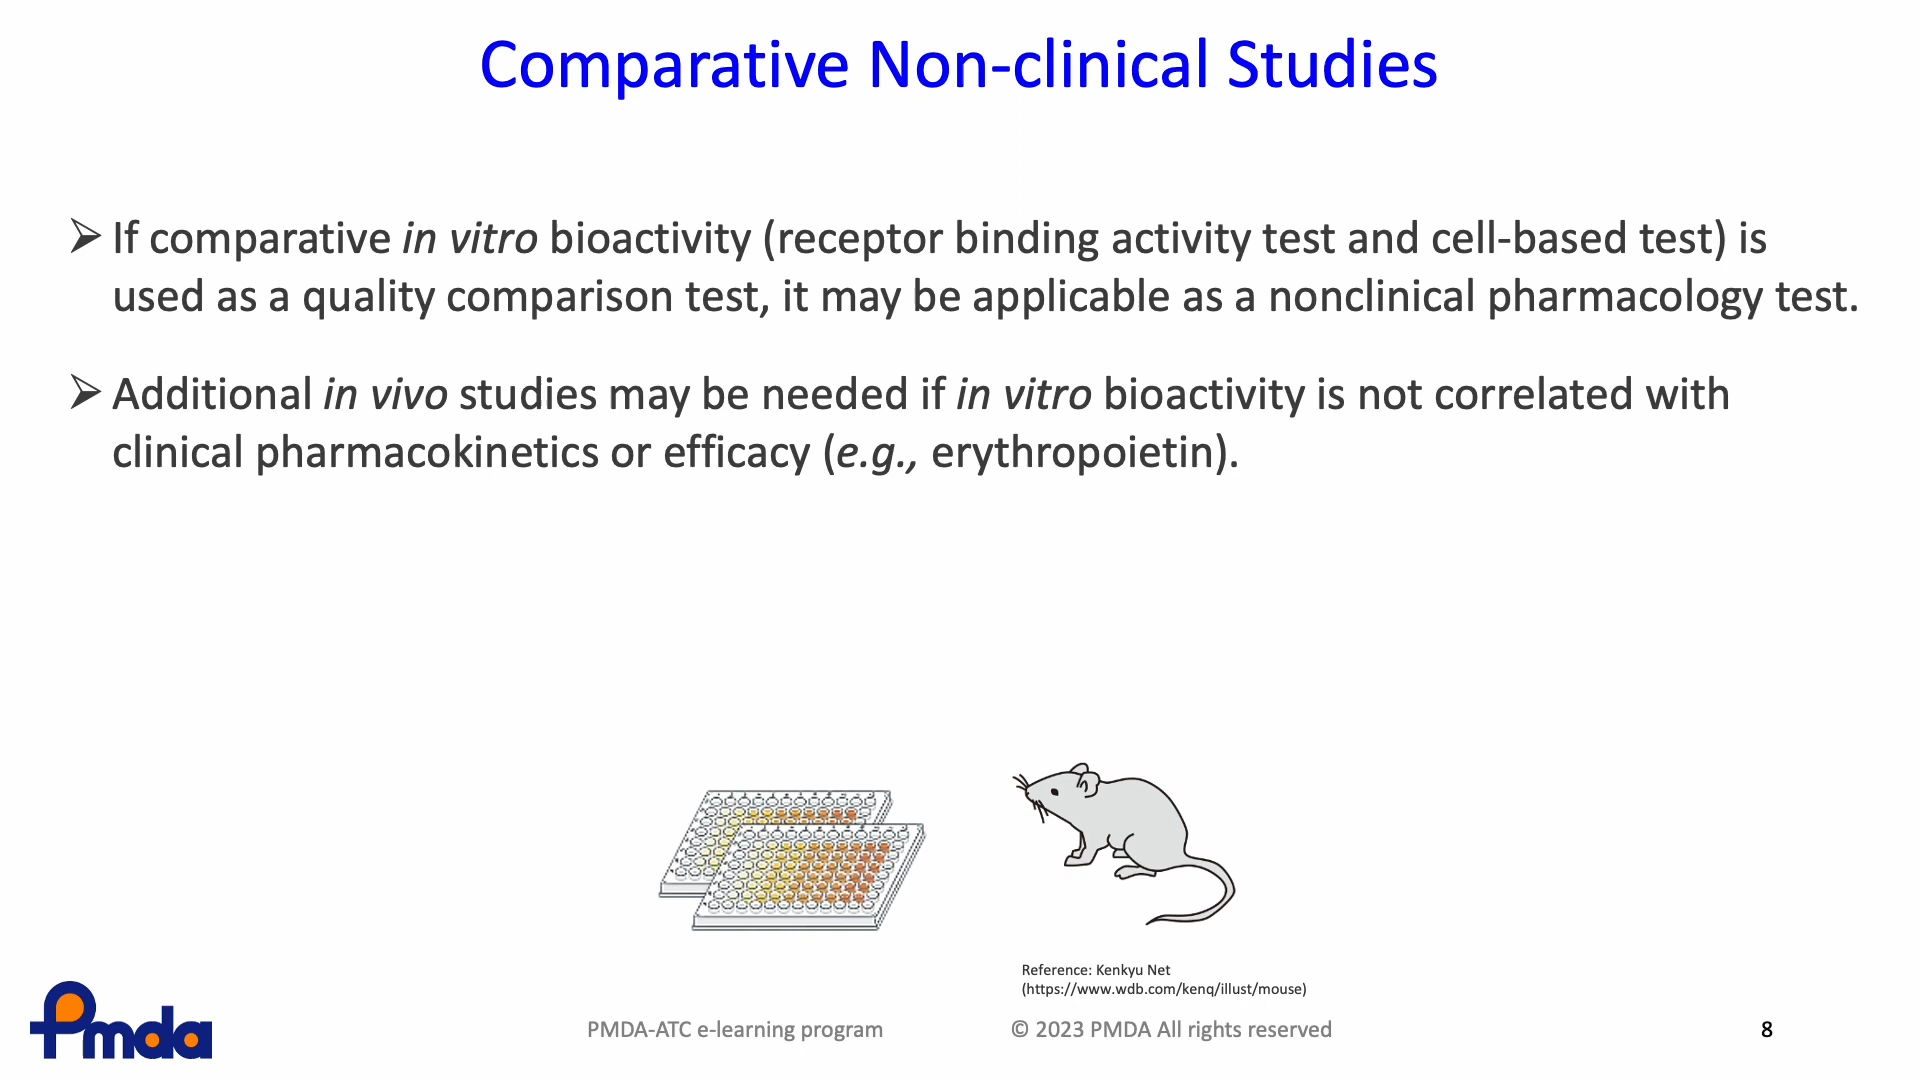 Comparative Non-clinical Studies
➢ If comparative in vitro bioactivity (receptor binding activity test and cell-based test) is
used as a quality comparison test, it may be applicable as a nonclinical pharmacology test.
➢ Additional in vivo studies may be needed if in vitro bioactivity is not correlated with
clinical pharmacokinetics or efficacy (e.g., erythropoietin).
Reference: Kenkyu Net
(https://www.wdb.com/kenq/illust/mouse)
Pmda
PMDA-ATC e-learning program
© 2023 PMDA All rights reserved
8